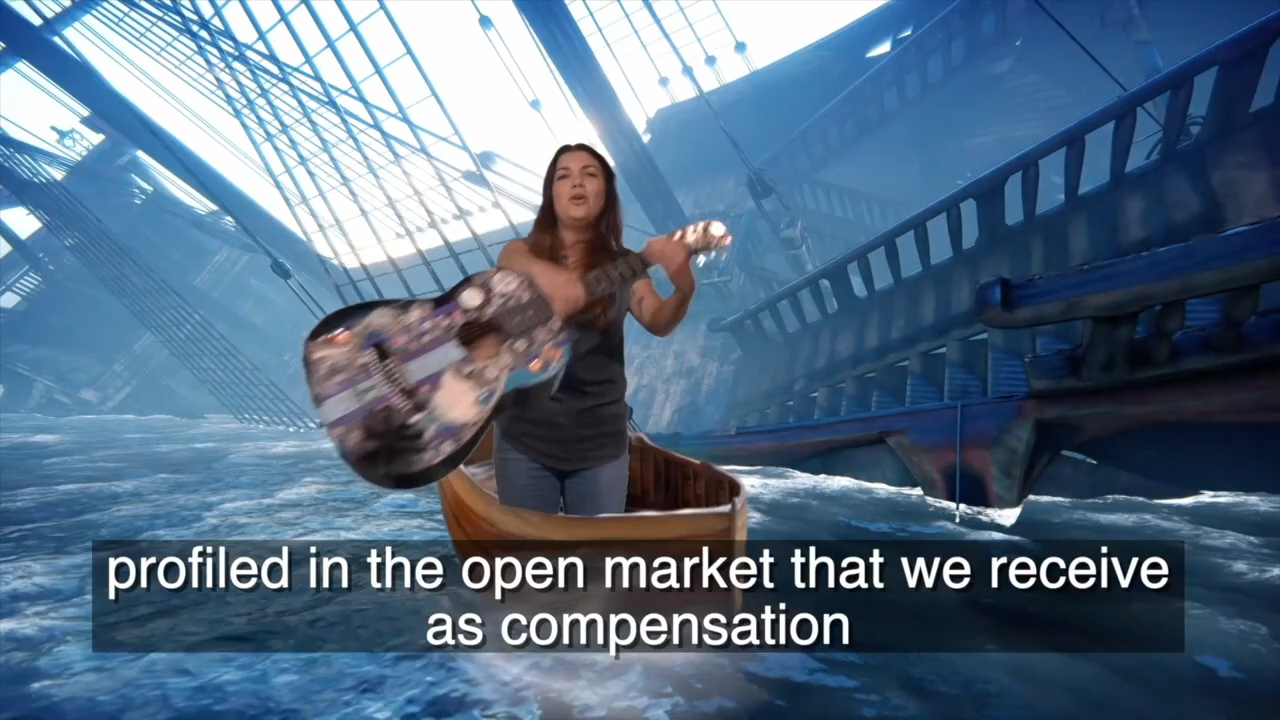 profiled in the open market that we receive
as compensation